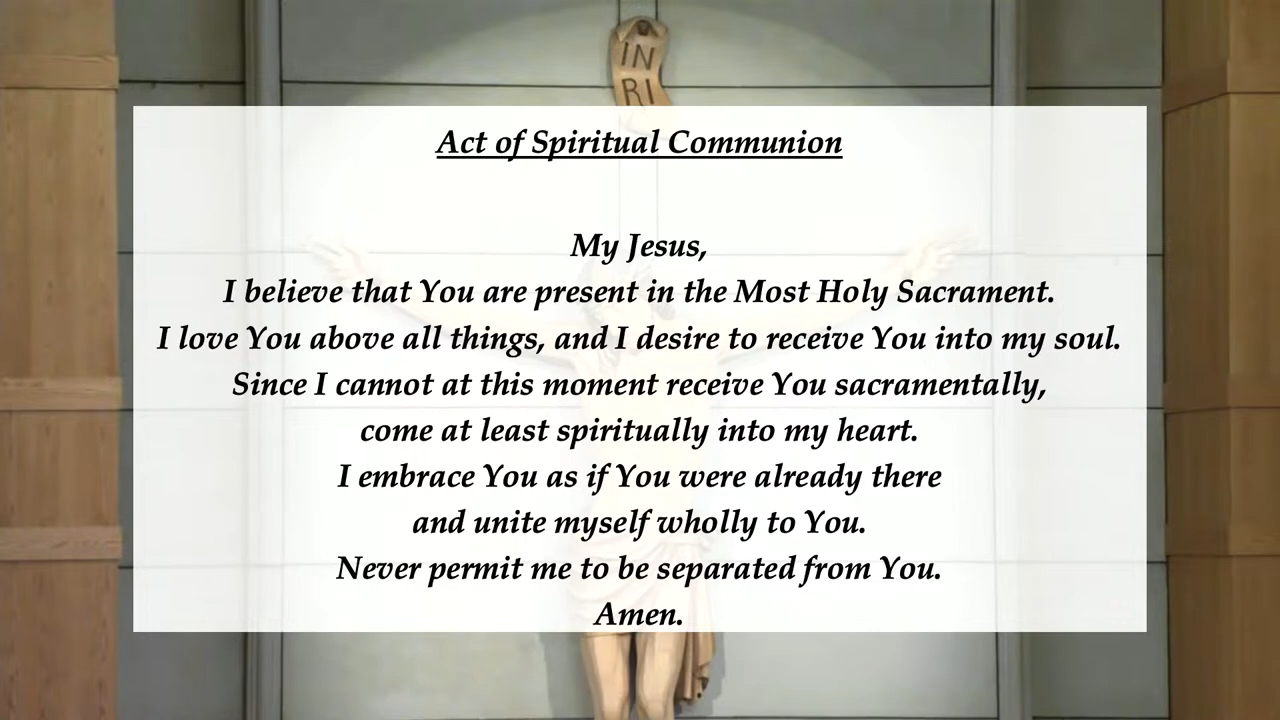 IN
RI
Act of Spiritual Communion
My Jesus,
I believe that You are present in the Most Holy Sacrament.
I love You above all things, and I desire to receive You into my soul.
Since I cannot at this moment receive You sacramentally,
come at least spiritually into my heart.
I embrace You as if You were already there
and unite myself wholly to You.
Never permit me to be separated from You.
Amen.